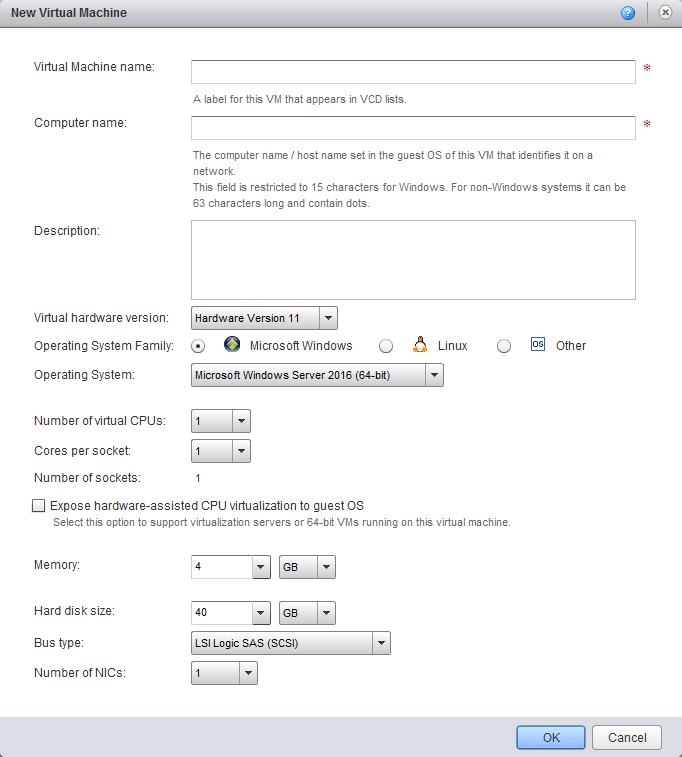 New Virtual Machine
?
Virtual Machine name:
*
A label for this VM that appears in VCD lists.
Computer name:
*
The computer name / host name set in the guest OS of this VM that identifies it on a
network.
This field is restricted to 15 characters for Windows. For non-Windows systems it can be
63 characters long and contain dots.
Description:
Virtual hardware version: Hardware Version 11
Operating System Family: Microsoft Windows Linux OS Other
Operating System: Microsoft Windows Server 2016 (64-bit)
Number of virtual CPUs: 1
Cores per socket: 1
Number of sockets: 1
Expose hardware-assisted CPU virtualization to guest OS
Select this option to support virtualization servers or 64-bit VMs running on this virtual machine.
Memory: 4 GB
Hard disk size: 40 GB
Bus type: LSI Logic SAS (SCSI)
Number of NICs: 1
OK Cancel